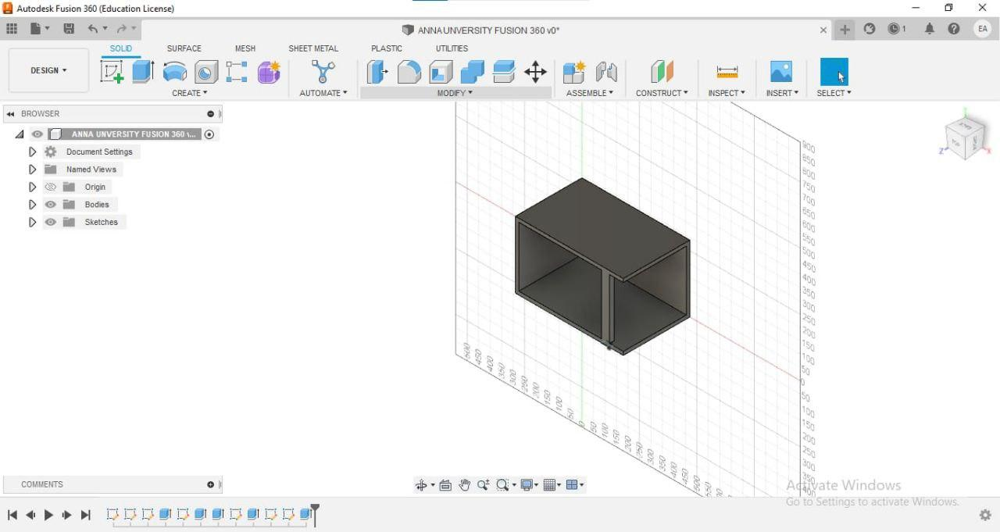 Autodesk Fusion 360 (Education License)
ANNA UNVERSITY FUSION 360 v0*
1
EA
DESIGN
SOLID SURFACE MESH SHEET METAL PLASTIC UTILITIES
CREATE AUTOMATE MODIFY ASSEMBLE CONSTRUCT INSPECT INSERT SELECT
BROWSER
ANNA UNVERSITY FUSION 360 \...
Document Settings
Named Views
Origin
Bodies
Sketches
900
850
800
750
700
650
600
550
500
450
400
350
300
250
200
150
100
50
0
50
100
150
200
250
300
350
400
500 450 400 350 300 250 200 150 100 50 0 50 100 150 200 250 300 350 400 450 500 550 600
COMMENTS
Activate Windows
Go to Settings to activate Windows.